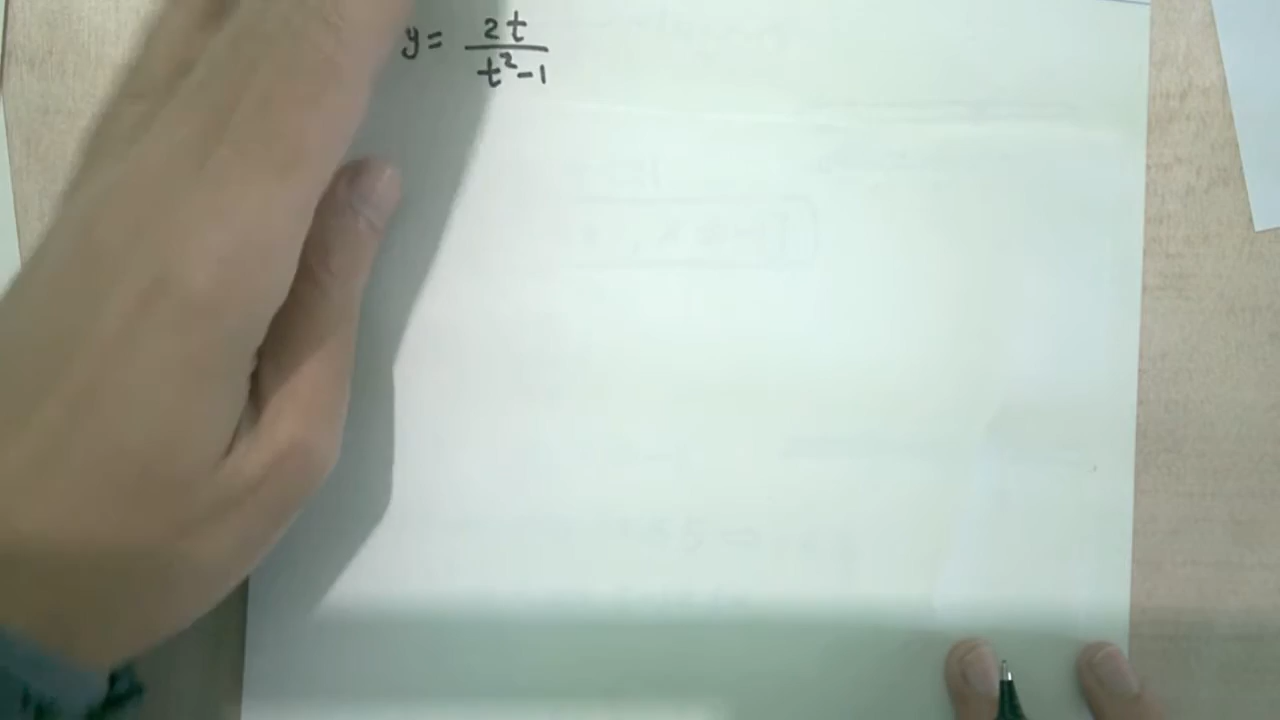 y = 2t / (t² - 1)